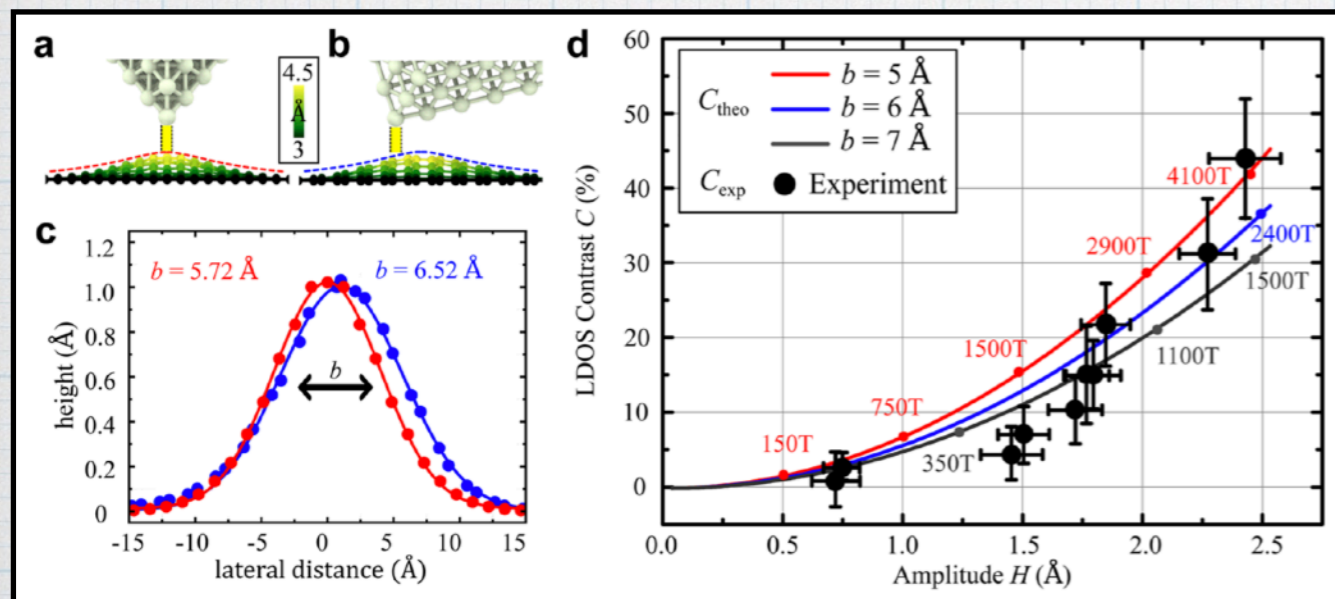 a
b
4.5
Å
3
c
b = 5.72 Å
b = 6.52 Å
b
height (Å)
1.2
1.0
0.8
0.6
0.4
0.2
0
-15
-10
-5
0
5
10
15
lateral distance (Å)
d
C_theo
b = 5 Å
b = 6 Å
b = 7 Å
C_exp
Experiment
LDOS Contrast C (%)
60
50
40
30
20
10
0
150T
750T
1500T
2900T
4100T
2400T
1500T
1100T
350T
0.0
0.5
1.0
1.5
2.0
2.5
Amplitude H (Å)